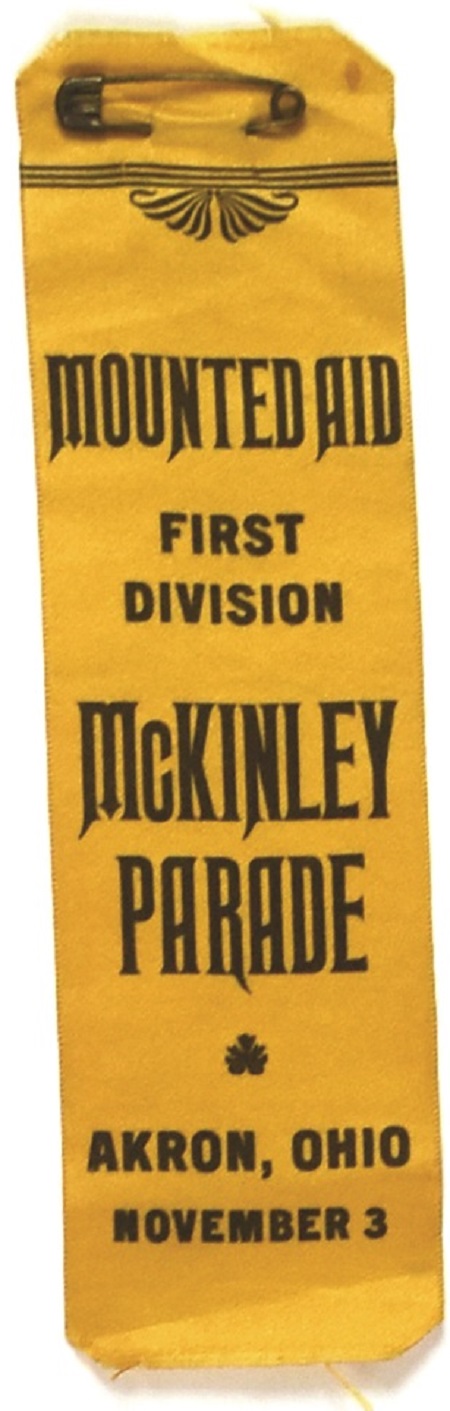 MOUNTED AID
FIRST
DIVISION
McKINLEY
PARADE
AKRON, OHIO
NOVEMBER 3